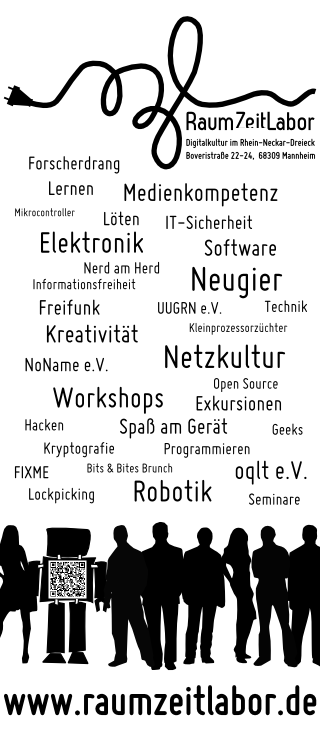 RaumZeitLabor
Digitalkultur im Rhein-Neckar-Dreieck
Boveristraße 22-24, 68309 Mannheim
Forscherdrang
Lernen
Medienkompetenz
Mikrocontroller
Löten
IT-Sicherheit
Elektronik
Software
Nerd am Herd
Neugier
Informationsfreiheit
Freifunk
UUGRN e.V.
Technik
Kreativität
Kleinprozessorzüchter
NoName e.V.
Netzkultur
Open Source
Workshops
Exkursionen
Hacken
Spaß am Gerät
Geeks
Kryptografie
Programmieren
FIXME
Bits & Bites Brunch
oqlt e.V.
Lockpicking
Robotik
Seminare
www.raumzeitlabor.de